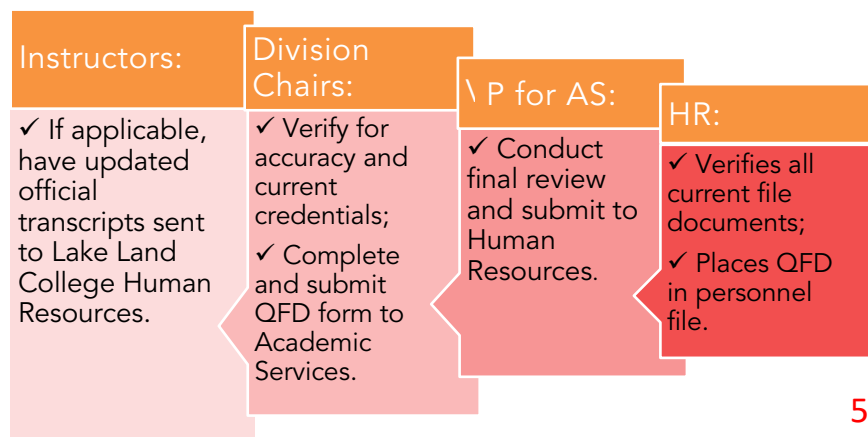 Instructors:
✓ If applicable,
have updated
official
transcripts sent
to Lake Land
College Human
Resources.
Division
Chairs:
✓ Verify for
accuracy and
current
credentials;
✓ Complete
and submit
QFD form to
Academic
Services.
P for AS:
✓ Conduct
final review
and submit to
Human
Resources.
HR:
✓ Verifies all
current file
documents;
✓ Places QFD
in personnel
file.
5